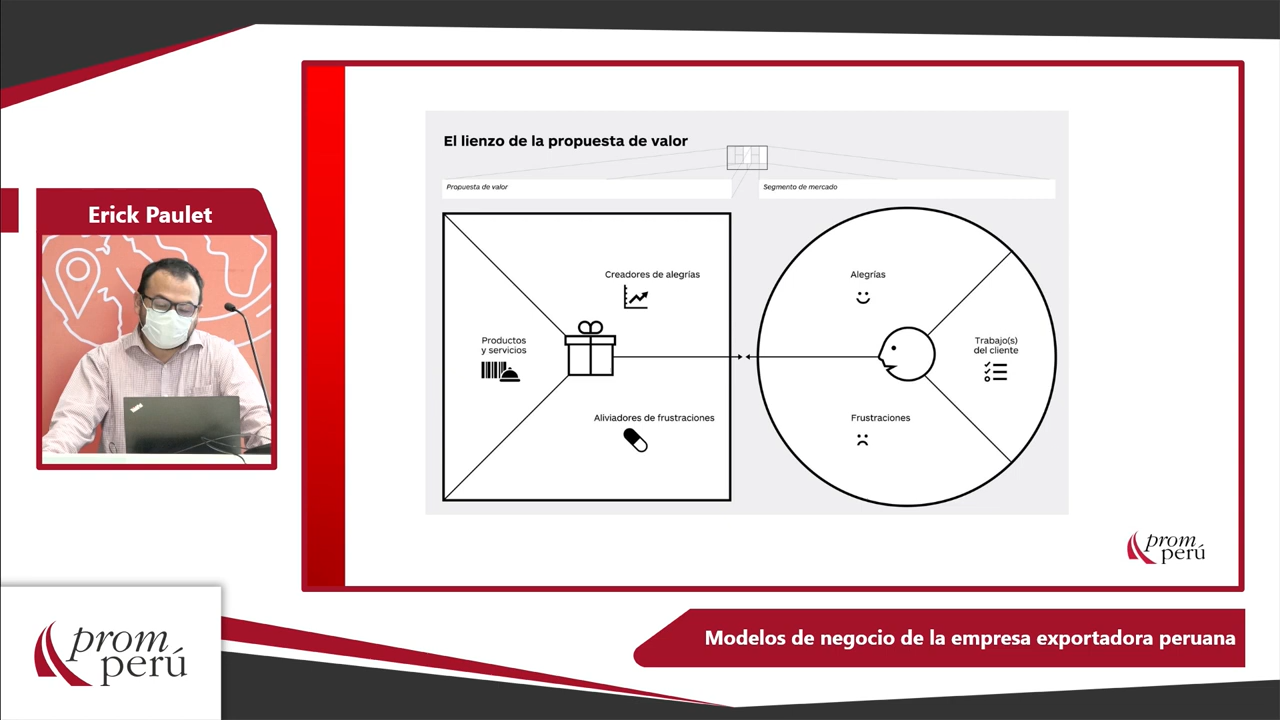 Erick Paulet
El lienzo de la propuesta de valor
Propuesta de valor
Segmento de mercado
Creadores de alegrías
Productos
y servicios
Aliviadores de frustraciones
Alegrías
Trabajo(s)
del cliente
Frustraciones
prom
perú
Modelos de negocio de la empresa exportadora peruana
prom
perú